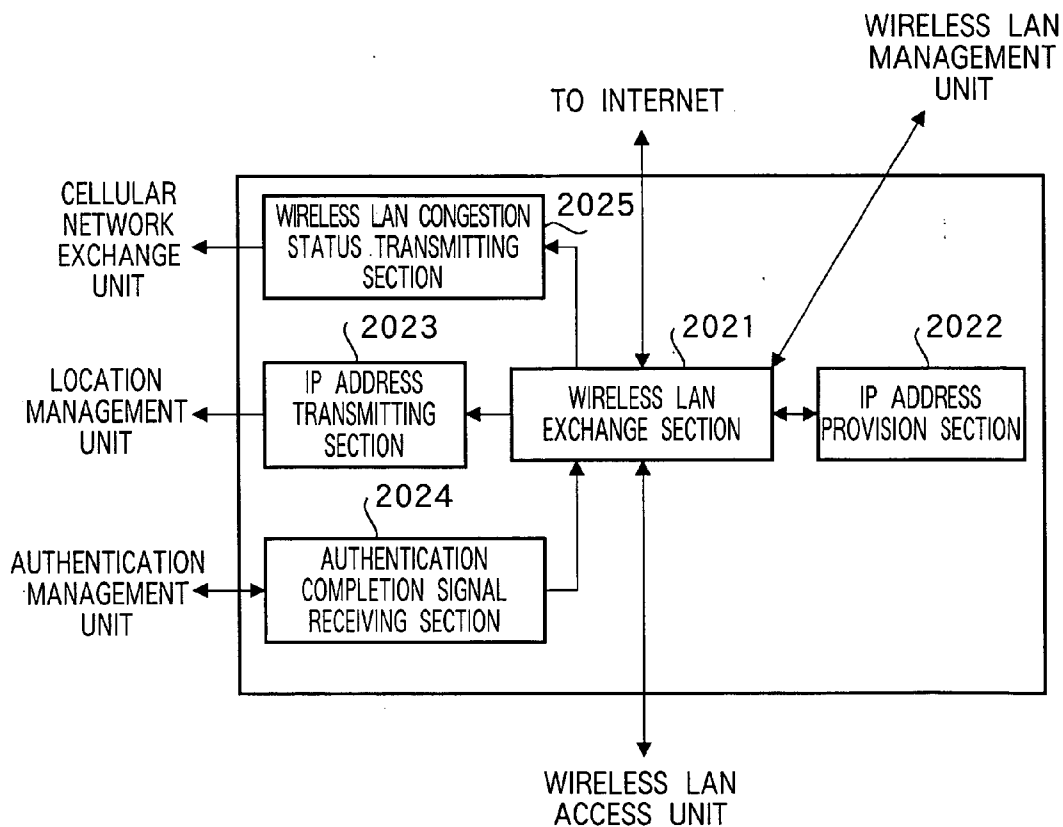 WIRELESS LAN
MANAGEMENT
UNIT
TO INTERNET
CELLULAR
NETWORK
EXCHANGE
UNIT
WIRELESS LAN CONGESTION
STATUS TRANSMITTING
SECTION
2025
2023
2021
2022
LOCATION
MANAGEMENT
UNIT
IP ADDRESS
TRANSMITTING
SECTION
WIRELESS LAN
EXCHANGE SECTION
IP ADDRESS
PROVISION SECTION
2024
AUTHENTICATION
MANAGEMENT
UNIT
AUTHENTICATION
COMPLETION SIGNAL
RECEIVING SECTION
WIRELESS LAN
ACCESS UNIT